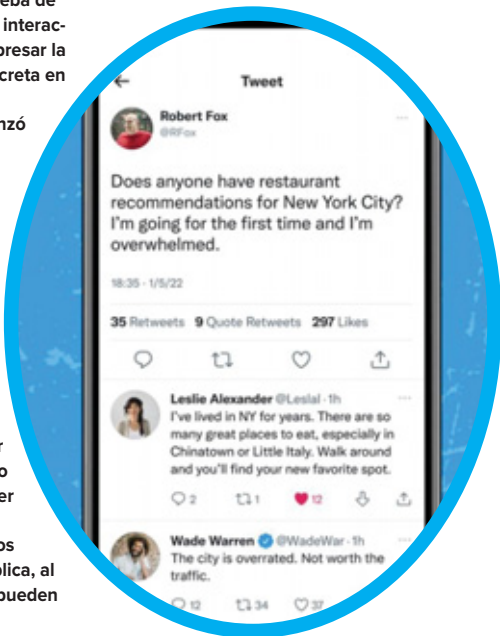 eba de
interac-
presar la
creta en
nzó
r
o
er
os
lica, al
pueden
Tweet
Robert Fox
@RFox
Does anyone have restaurant
recommendations for New York City?
I'm going for the first time and I'm
overwhelmed.
18:35 · 1/5/22
35 Retweets 9 Quote Retweets 297 Likes
Leslie Alexander @Leslal · 1h
I've lived in NY for years. There are so
many great places to eat, especially in
Chinatown or Little Italy. Walk around
and you'll find your new favorite spot.
2 1 12
Wade Warren @WadeWar · 1h
The city is overrated. Not worth the
traffic.
12 34 37